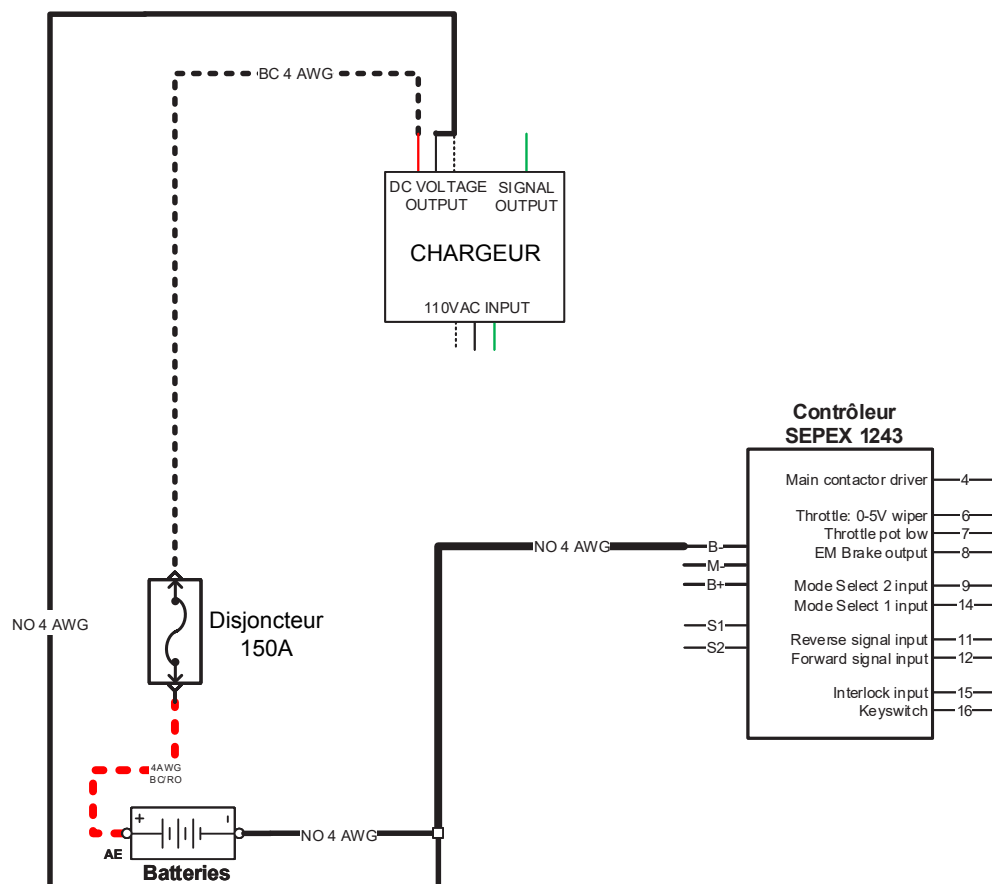 BC 4 AWG
DC VOLTAGE
OUTPUT
SIGNAL
OUTPUT
CHARGEUR
110VAC INPUT
Contrôleur
SEPEX 1243
Main contactor driver
4
Throttle: 0-5V wiper
6
Throttle pot low
7
EM Brake output
8
Mode Select 2 input
9
Mode Select 1 input
14
Reverse signal input
11
Forward signal input
12
Interlock input
15
Keyswitch
16
NO 4 AWG
B-
M-
B+
S1
S2
NO 4 AWG
Disjoncteur
150A
4AWG
BC/RO
+
-
AE
NO 4 AWG
Batteries